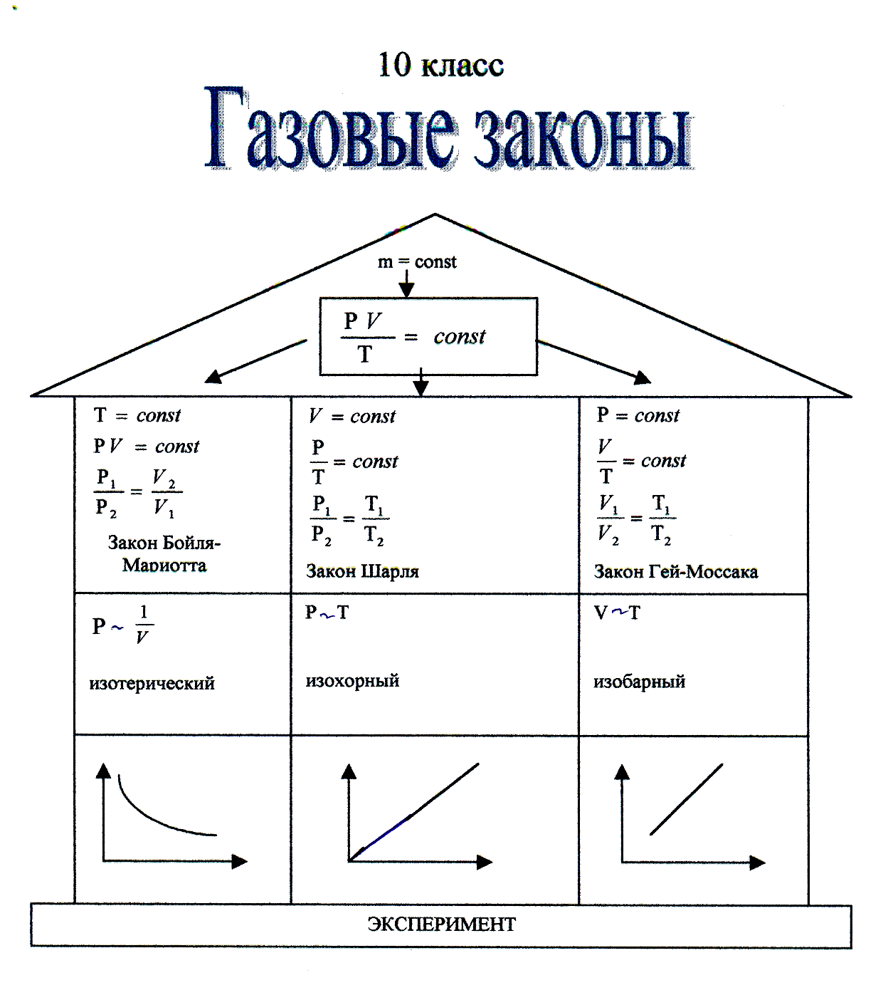 10 класс
Газовые законы
m = const
P V / T = const
T = const
P V = const
P₁ / P₂ = V₂ / V₁
Закон Бойля-
Мариотта
V = const
P / T = const
P₁ / P₂ = T₁ / T₂
Закон Шарля
P = const
V / T = const
V₁ / V₂ = T₁ / T₂
Закон Гей-Моссака
P ~ 1 / V
изотерический
P ~ T
изохорный
V ~ T
изобарный
ЭКСПЕРИМЕНТ